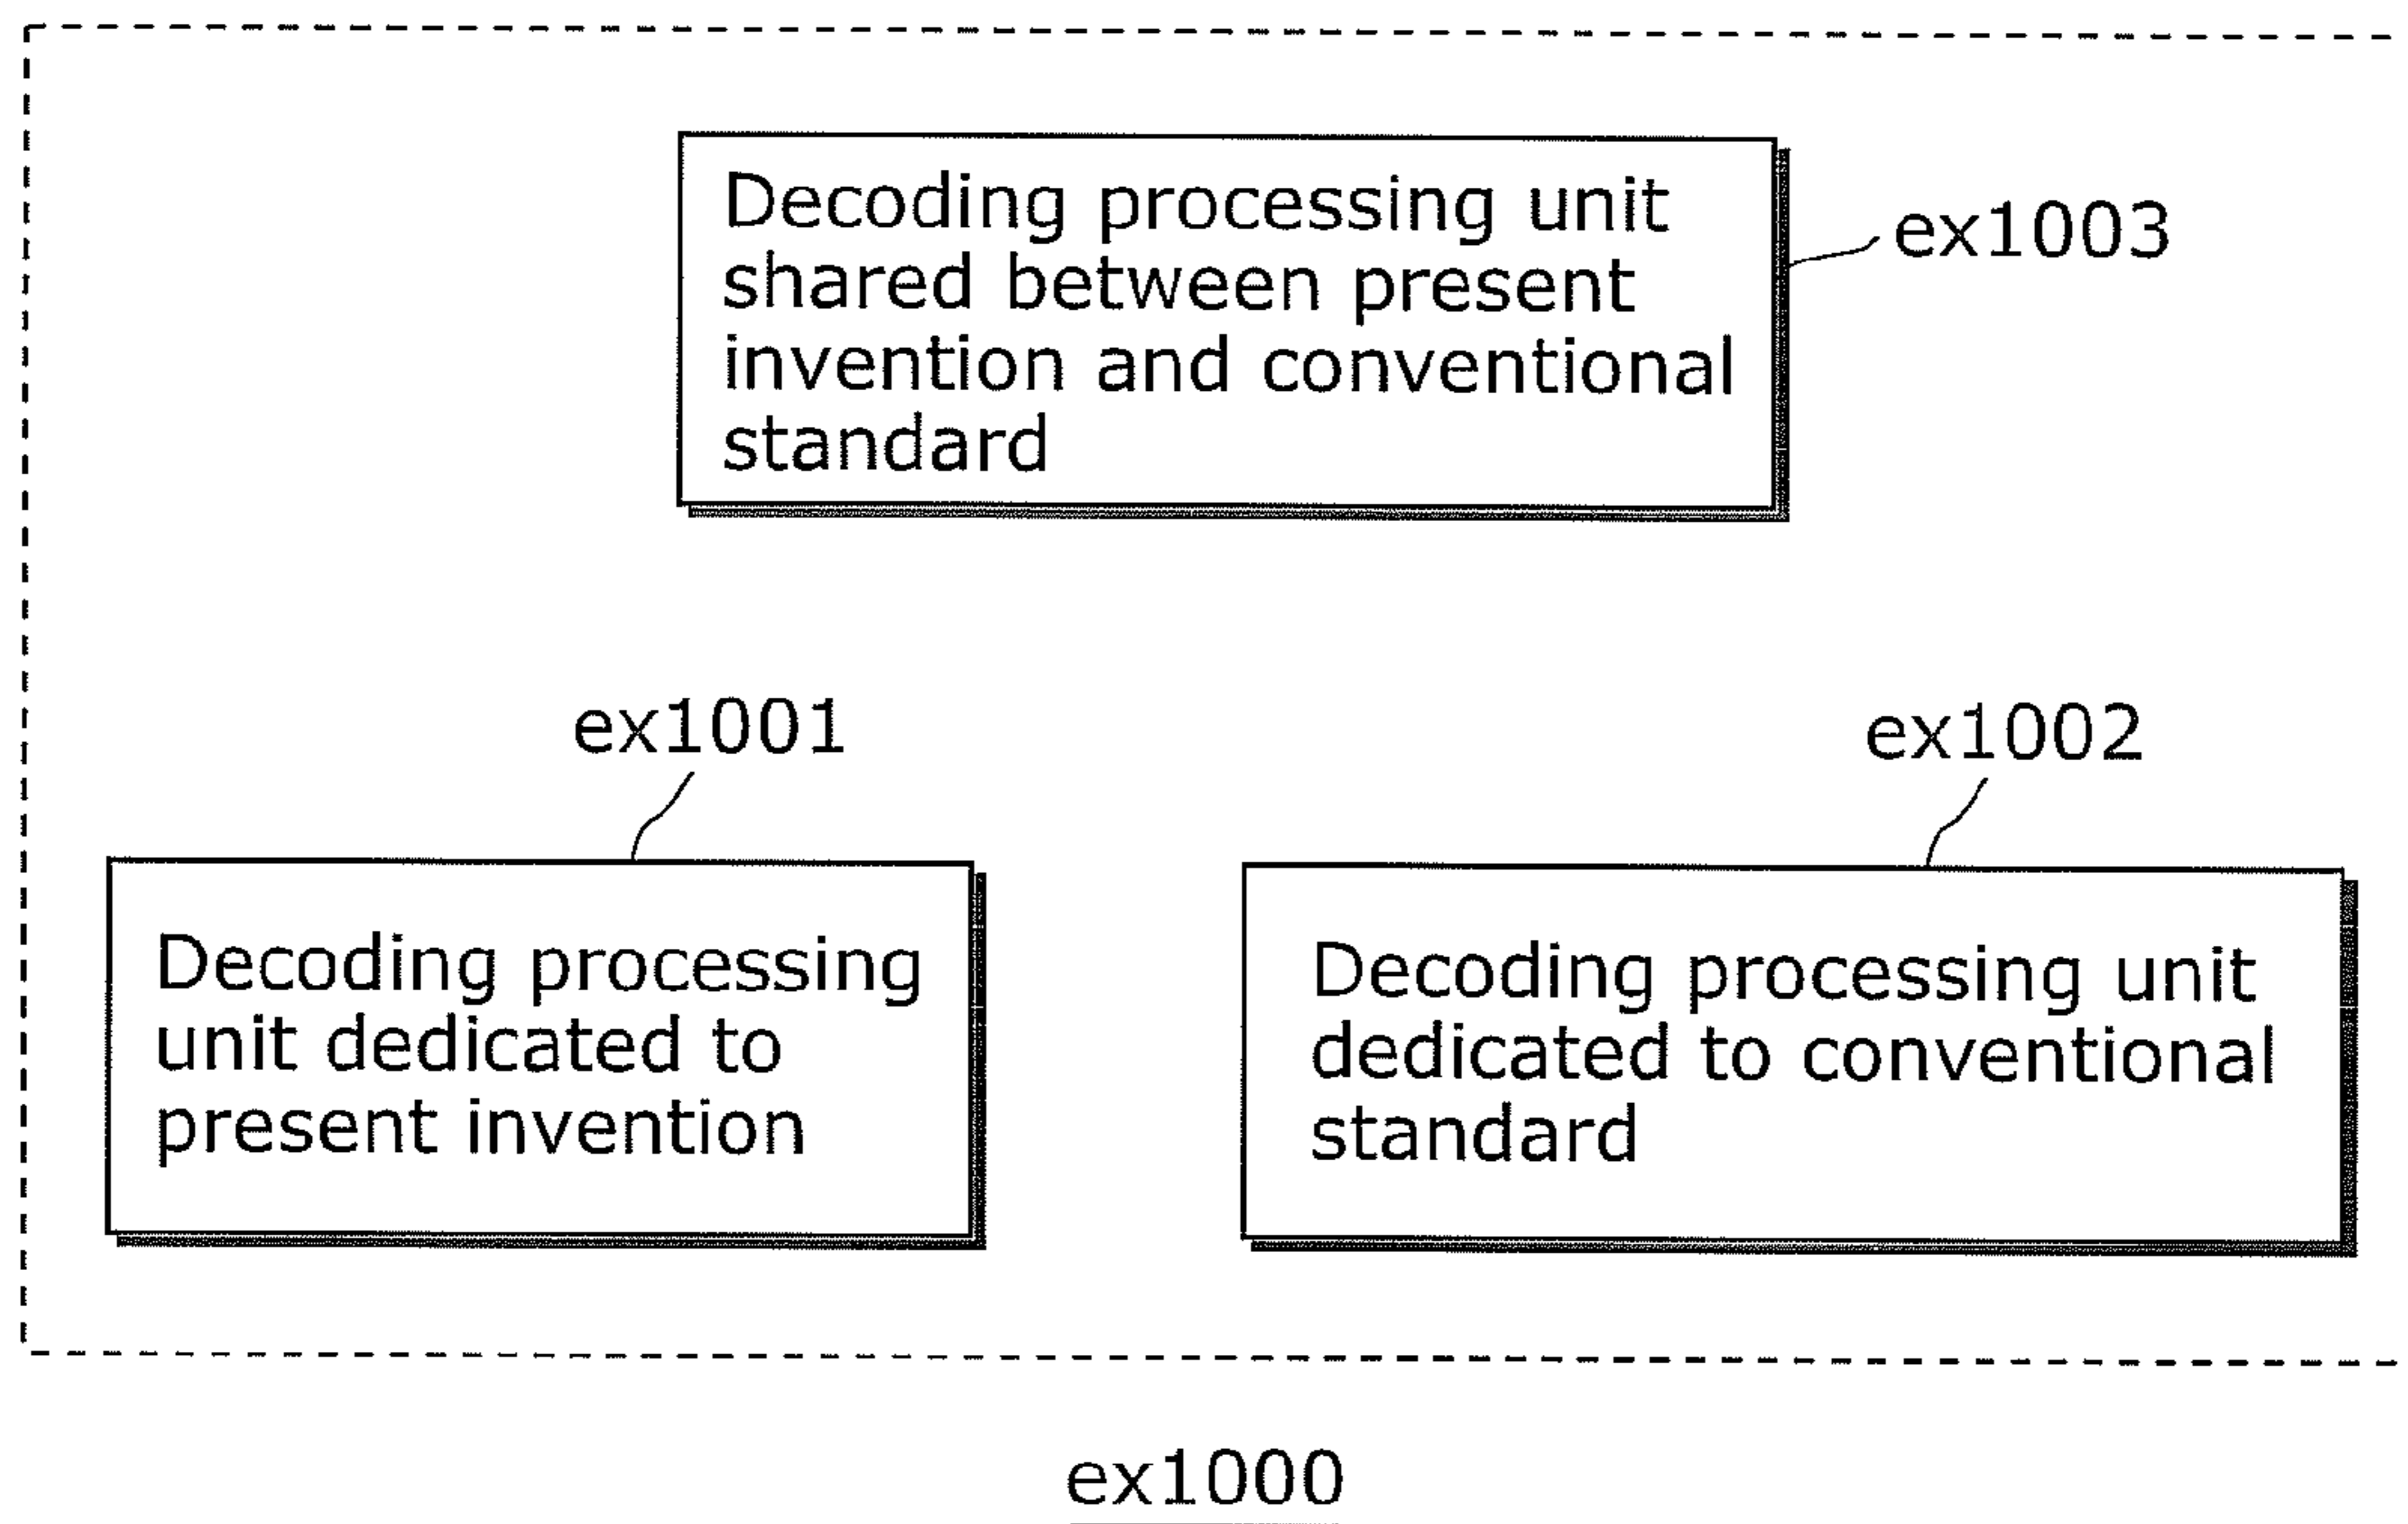 Decoding processing unit
shared between present
invention and conventional
standard
ex1003
ex1001
ex1002
Decoding processing
unit dedicated to
present invention
Decoding processing unit
dedicated to conventional
standard
ex1000